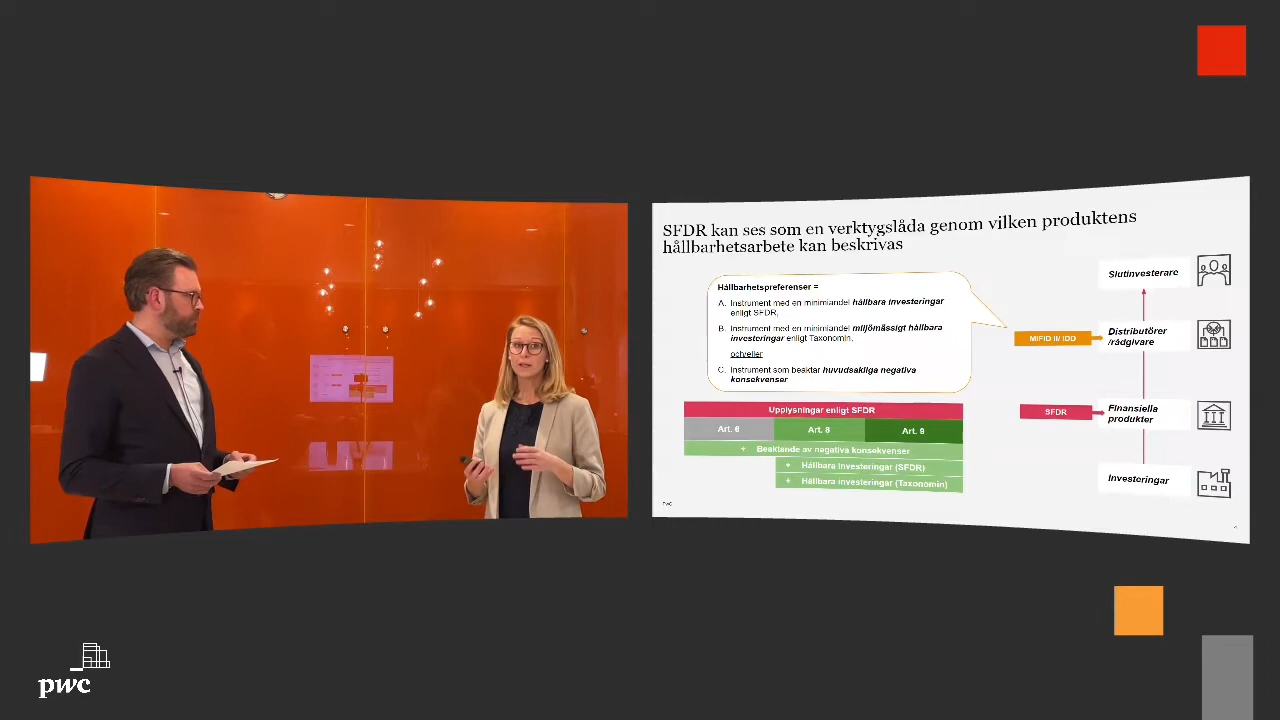 SFDR kan ses som en verktygslåda genom vilken produktens
hållbarhetsarbete kan beskrivas
Hållbarhetspreferenser =
A. Instrument med en minimiandel hållbara investeringar
enligt SFDR,
B. Instrument med en minimiandel miljömässigt hållbara
investeringar enligt Taxonomin,
och/eller
C. Instrument som beaktar huvudsakliga negativa
konsekvenser
Upplysningar enligt SFDR
Art. 6 Art. 8 Art. 9
+ Beaktande av negativa konsekvenser
+ Hållbara investeringar (SFDR)
+ Hållbara investeringar (Taxonomin)
Slutinvesterare
MiFID II/ IDD
Distributörer
/rådgivare
SFDR
Finansiella
produkter
Investeringar
PwC
pwc